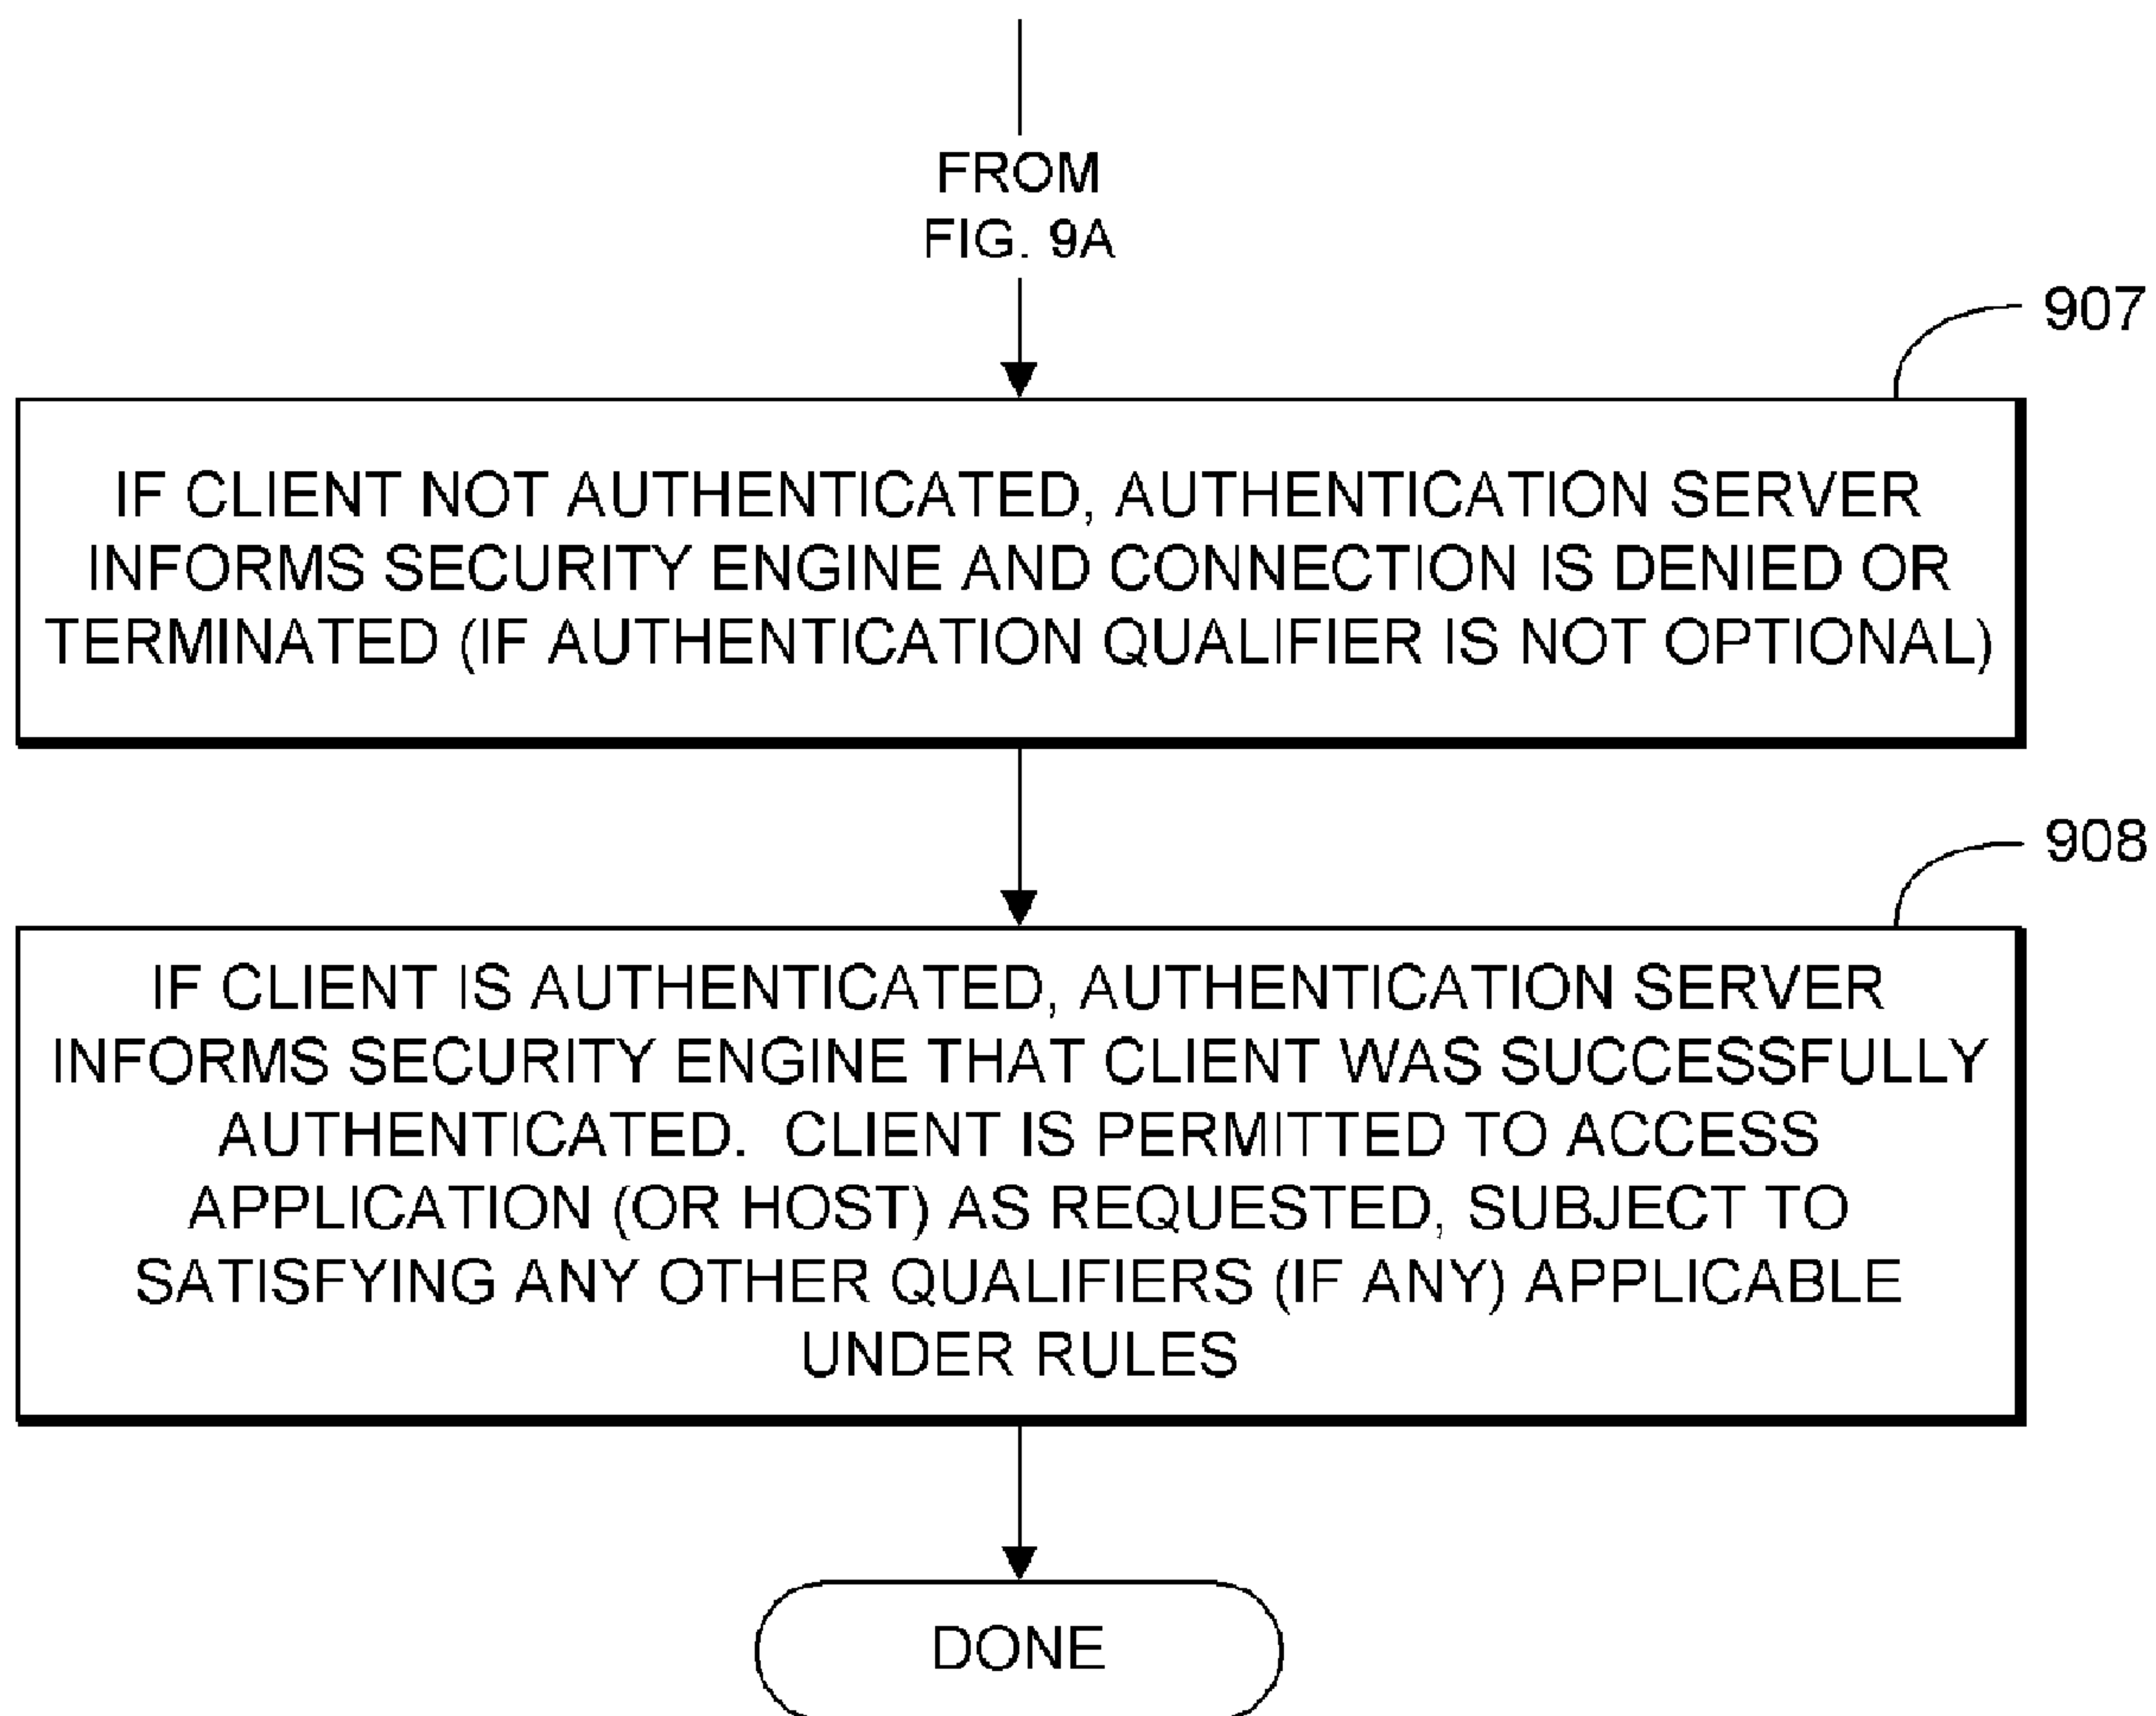 FROM
FIG. 9A
907
IF CLIENT NOT AUTHENTICATED, AUTHENTICATION SERVER
INFORMS SECURITY ENGINE AND CONNECTION IS DENIED OR
TERMINATED (IF AUTHENTICATION QUALIFIER IS NOT OPTIONAL)
908
IF CLIENT IS AUTHENTICATED, AUTHENTICATION SERVER
INFORMS SECURITY ENGINE THAT CLIENT WAS SUCCESSFULLY
AUTHENTICATED.  CLIENT IS PERMITTED TO ACCESS
APPLICATION (OR HOST) AS REQUESTED, SUBJECT TO
SATISFYING ANY OTHER QUALIFIERS (IF ANY) APPLICABLE
UNDER RULES
DONE